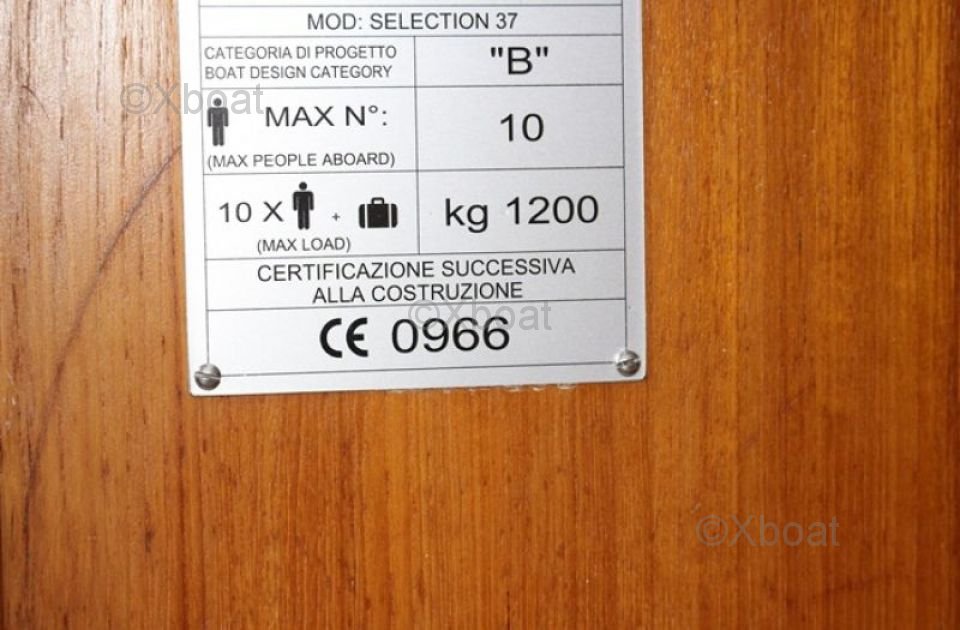 MOD: SELECTION 37
CATEGORIA DI PROGETTO
BOAT DESIGN CATEGORY
"B"
©Xboat
MAX N°:
10
(MAX PEOPLE ABOARD)
10 X + kg 1200
(MAX LOAD)
CERTIFICAZIONE SUCCESSIVA
ALLA COSTRUZIONE
©Xboat
CE 0966
©Xboat